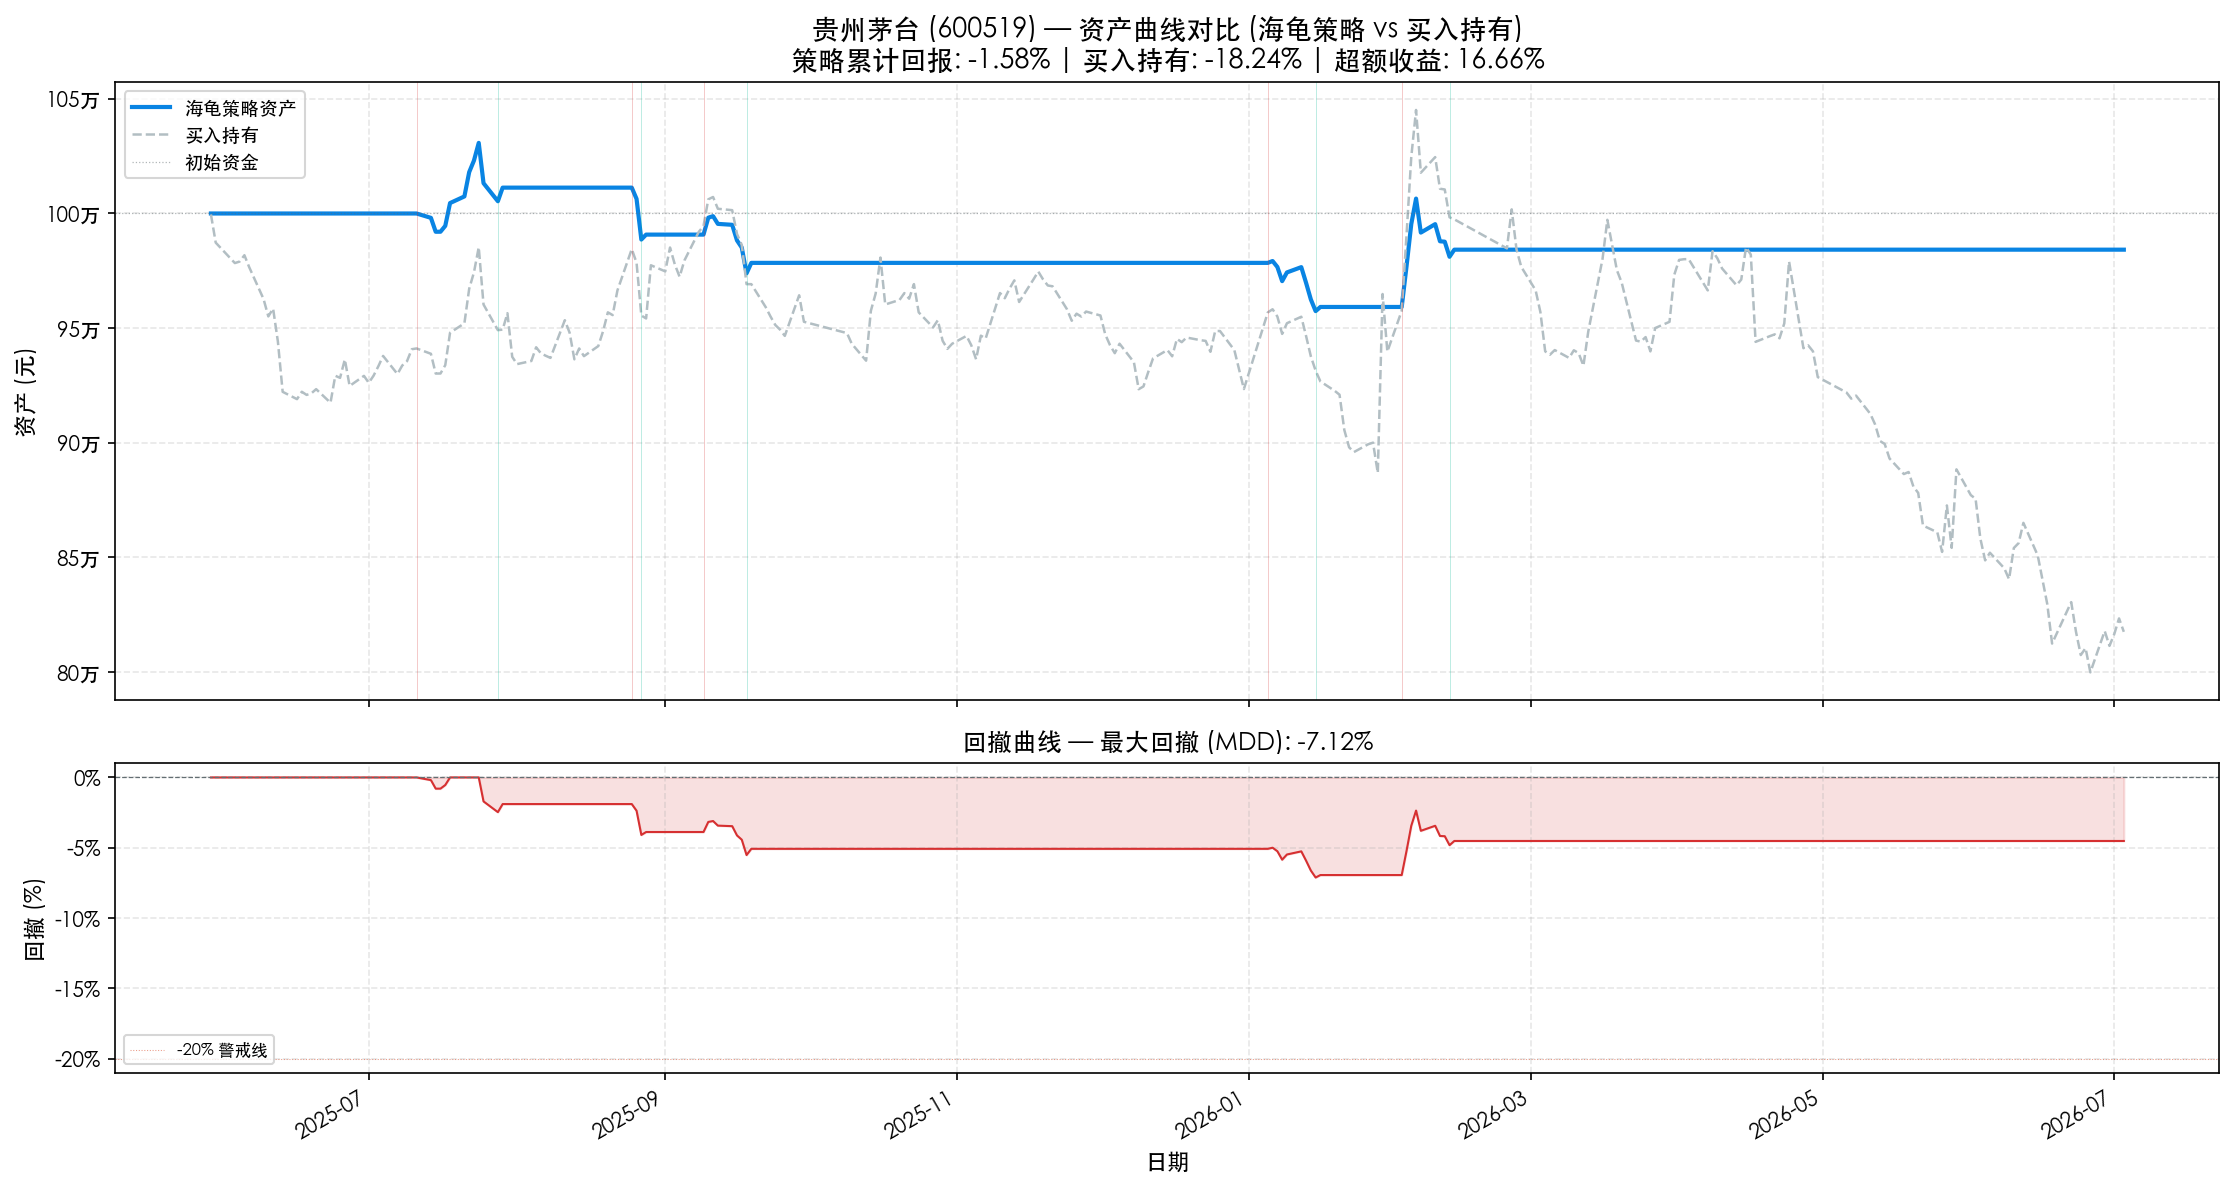 贵州茅台 (600519) — 资产曲线对比 (海龟策略 vs 买入持有)
策略累计回报: -1.58% | 买入持有: -18.24% | 超额收益: 16.66%
海龟策略资产
买入持有
初始资金
105万
100万
95万
90万
85万
80万
资产 (元)
回撤曲线 — 最大回撤 (MDD): -7.12%
0%
-5%
-10%
-15%
-20%
回撤 (%)
-20% 警戒线
2025-07
2025-09
2025-11
2026-01
2026-03
2026-05
2026-07
日期